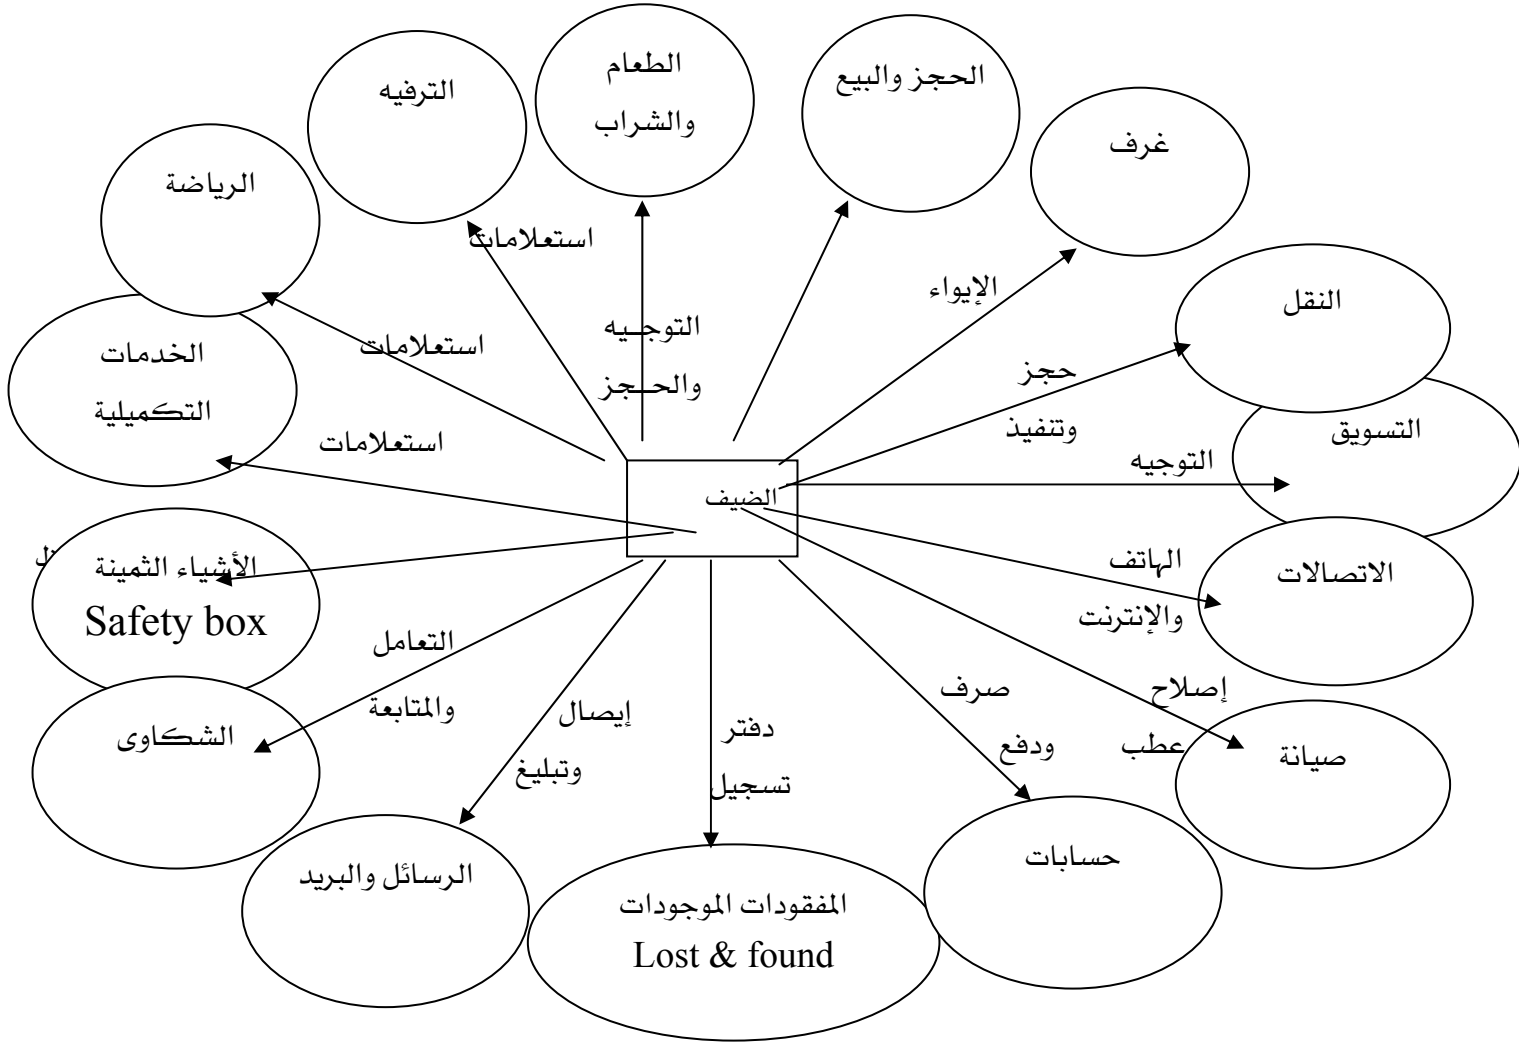 الحجز والبيع
الطعام
والشراب
الترفيه
غرف
الرياضة
استعلامات
الإيواء
النقل
التوجيه
والحجز
استعلامات
الخدمات
التكميلية
حجز
وتنفيذ
التسويق
استعلامات
التوجيه
الضيف
الأشياء الثمينة
Safety box
الهاتف
والإنترنت
الاتصالات
التعامل
والمتابعة
إصلاح
عطب
صرف
ودفع
إيصال
وتبليغ
دفتر
تسجيل
الشكاوى
صيانة
حسابات
الرسائل والبريد
المفقودات الموجودات
Lost & found